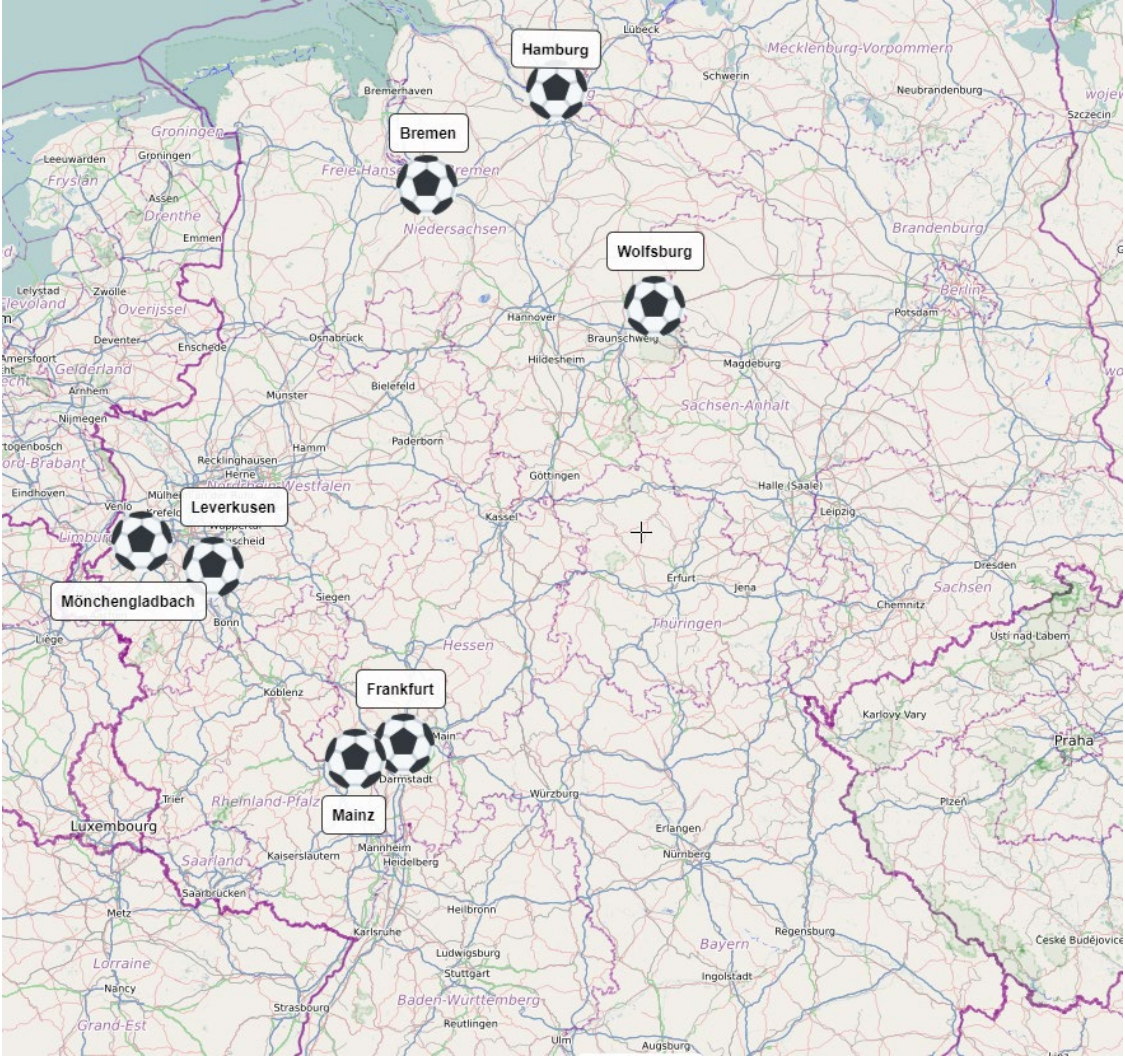 Lübeck
Hamburg
Mecklenburg-Vorpommern
Schwerin
Bremerhaven
Neubrandenburg
Szczecin
Groningen
Bremen
Leeuwarden
Groningen
Fryslân
Assen
Drenthe
Emmen
Niedersachsen
Brandenburg
Wolfsburg
Lelystad
Zwolle
Flevoland
Overijssel
Berlin
Potsdam
Hannover
Braunschweig
Osnabrück
Deventer
Enschede
Amersfoort
Hildesheim
Magdeburg
Gelderland
Arnhem
Bielefeld
Münster
Sachsen-Anhalt
Nijmegen
Paderborn
Hamm
Recklinghausen
Herne
Nordrhein-Westfalen
Göttingen
Halle (Saale)
Eindhoven
Venlo
Leverkusen
Kassel
Leipzig
Limburg
Dresden
Erfurt
Jena
Sachsen
Mönchengladbach
Siegen
Chemnitz
Bonn
Thüringen
Ústí nad Labem
Liège
Hessen
Frankfurt
Koblenz
Karlovy Vary
Main
Praha
Darmstadt
Würzburg
Trier
Rheinland-Pfalz
Plzeň
Mainz
Luxembourg
Erlangen
Mannheim
Kaiserslautern
Heidelberg
Nürnberg
Saarland
Saarbrücken
Metz
Heilbronn
Karlsruhe
Regensburg
České Budějovice
Bayern
Ludwigsburg
Lorraine
Stuttgart
Ingolstadt
Nancy
Baden-Württemberg
Strasbourg
Grand-Est
Reutlingen
Ulm
Augsburg